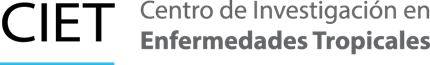 CIET
Centro de Investigación en
Enfermedades Tropicales